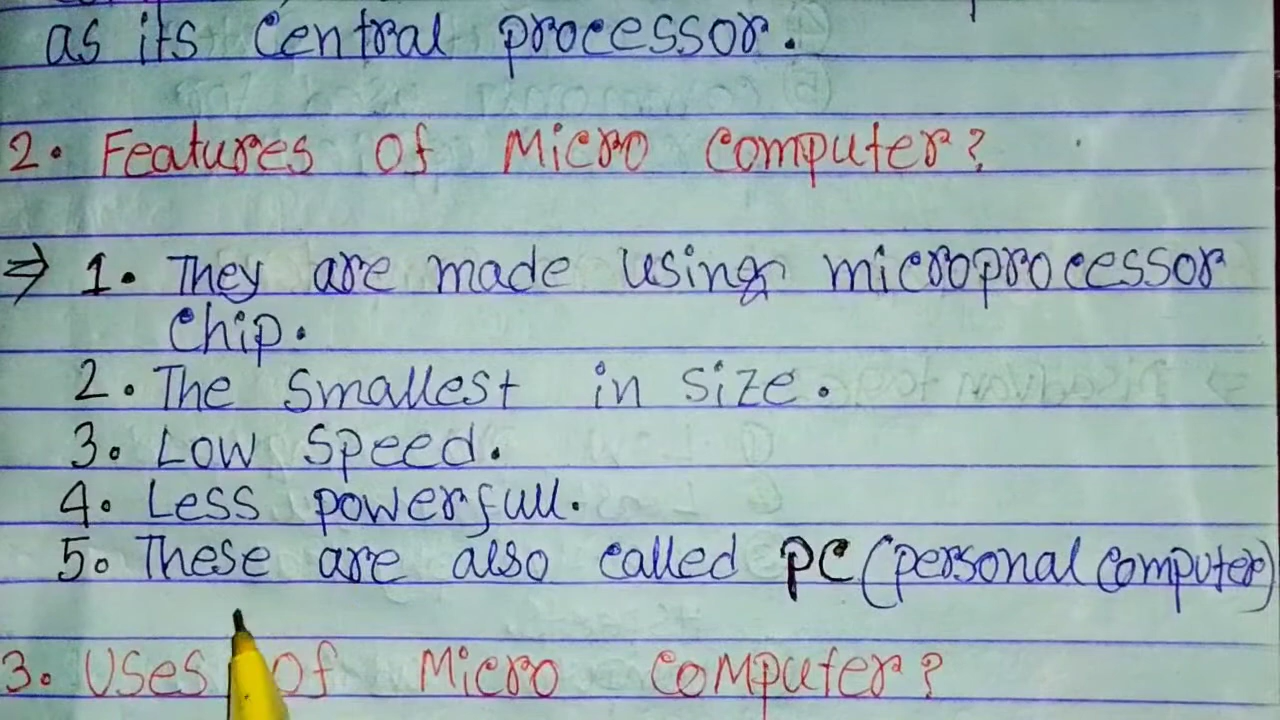 as its central processor.
2. Features of Micro computer?
⇒ 1. They are made using microprocessor
chip.
2. The smallest in size.
3. Low speed.
4. Less powerfull.
5. These are also called PC (personal computer)
3. Uses of Micro computer?